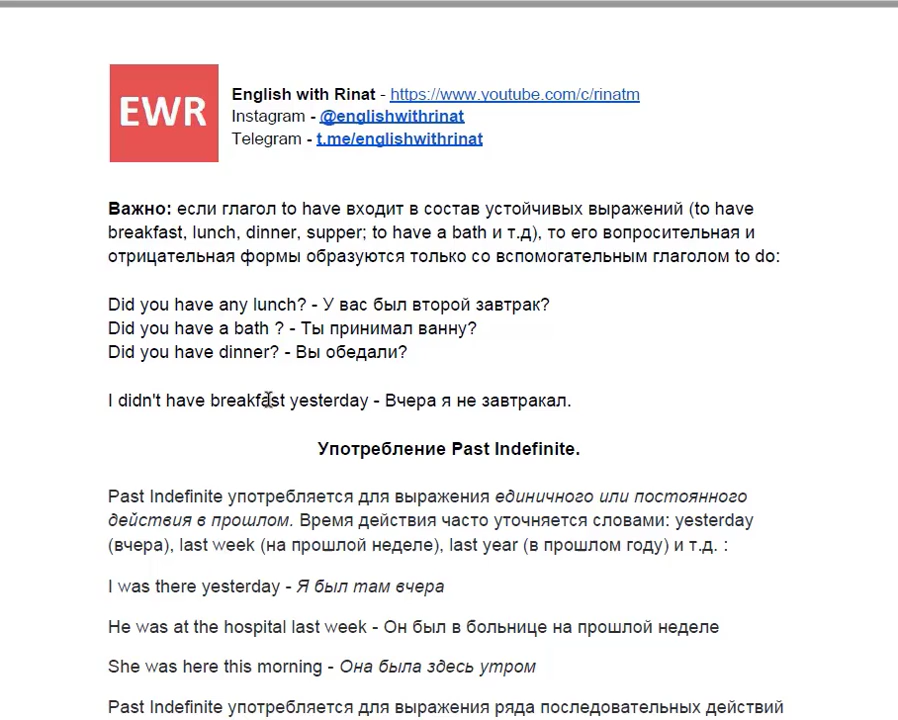 EWR
English with Rinat - https://www.youtube.com/c/rinatm
Instagram - @englishwithrinat
Telegram - t.me/englishwithrinat
Важно: если глагол to have входит в состав устойчивых выражений (to have
breakfast, lunch, dinner, supper; to have a bath и т.д), то его вопросительная и
отрицательная формы образуются только со вспомогательным глаголом to do:
Did you have any lunch? - У вас был второй завтрак?
Did you have a bath ? - Ты принимал ванну?
Did you have dinner? - Вы обедали?
I didn't have breakfast yesterday - Вчера я не завтракал.
Употребление Past Indefinite.
Past Indefinite употребляется для выражения единичного или постоянного
действия в прошлом. Время действия часто уточняется словами: yesterday
(вчера), last week (на прошлой неделе), last year (в прошлом году) и т.д. :
I was there yesterday - Я был там вчера
He was at the hospital last week - Он был в больнице на прошлой неделе
She was here this morning - Она была здесь утром
Past Indefinite употребляется для выражения ряда последовательных действий